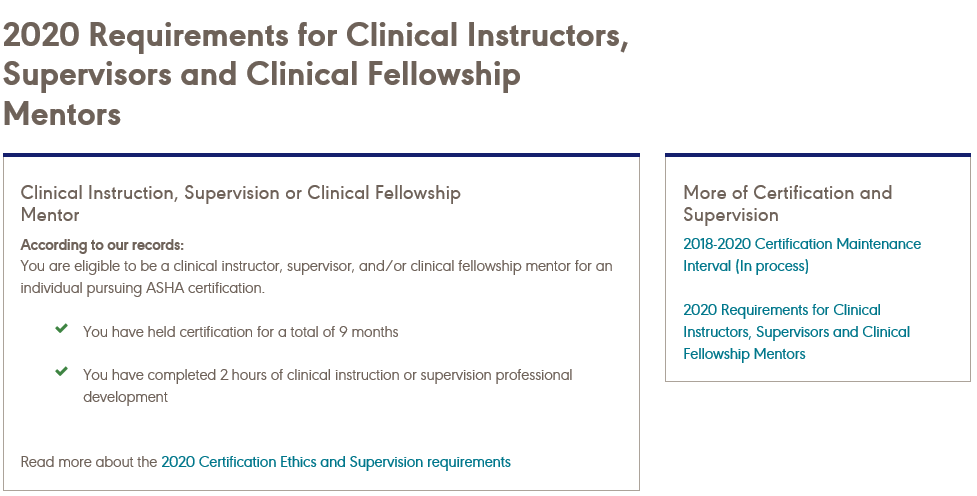 2020 Requirements for Clinical Instructors,
Supervisors and Clinical Fellowship
Mentors
Clinical Instruction, Supervision or Clinical Fellowship
Mentor
According to our records:
You are eligible to be a clinical instructor, supervisor, and/or clinical fellowship mentor for an
individual pursuing ASHA certification.
You have held certification for a total of 9 months
You have completed 2 hours of clinical instruction or supervision professional
development
Read more about the 2020 Certification Ethics and Supervision requirements
More of Certification and
Supervision
2018-2020 Certification Maintenance
Interval (In process)
2020 Requirements for Clinical
Instructors, Supervisors and Clinical
Fellowship Mentors